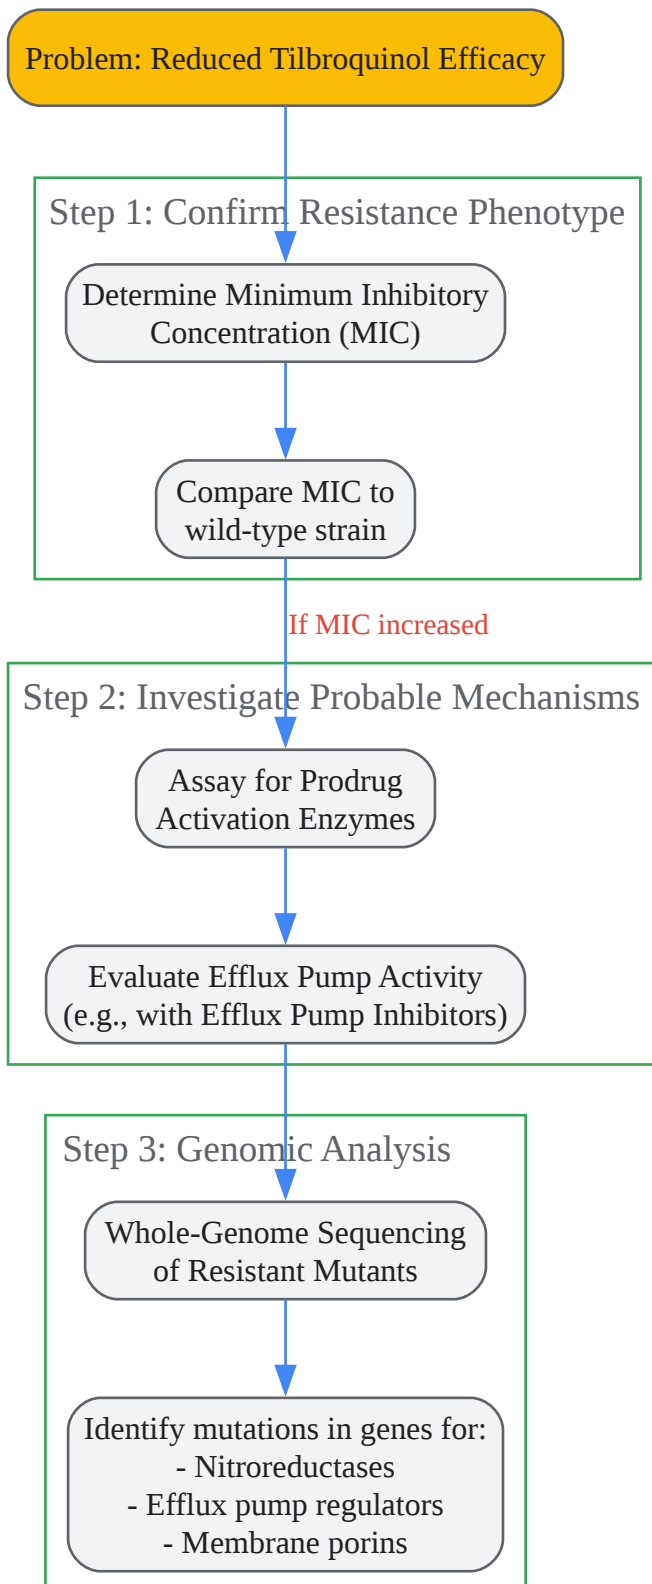 Problem: Reduced Tilbroquinol Efficacy
Step 1: Confirm Resistance Phenotype
Determine Minimum Inhibitory
Concentration (MIC)
Compare MIC to
wild-type strain
If MIC increased
Step 2: Investigate Probable Mechanisms
Assay for Prodrug
Activation Enzymes
Evaluate Efflux Pump Activity
(e.g., with Efflux Pump Inhibitors)
Step 3: Genomic Analysis
Whole-Genome Sequencing
of Resistant Mutants
Identify mutations in genes for:
- Nitroreductases
- Efflux pump regulators
- Membrane porins